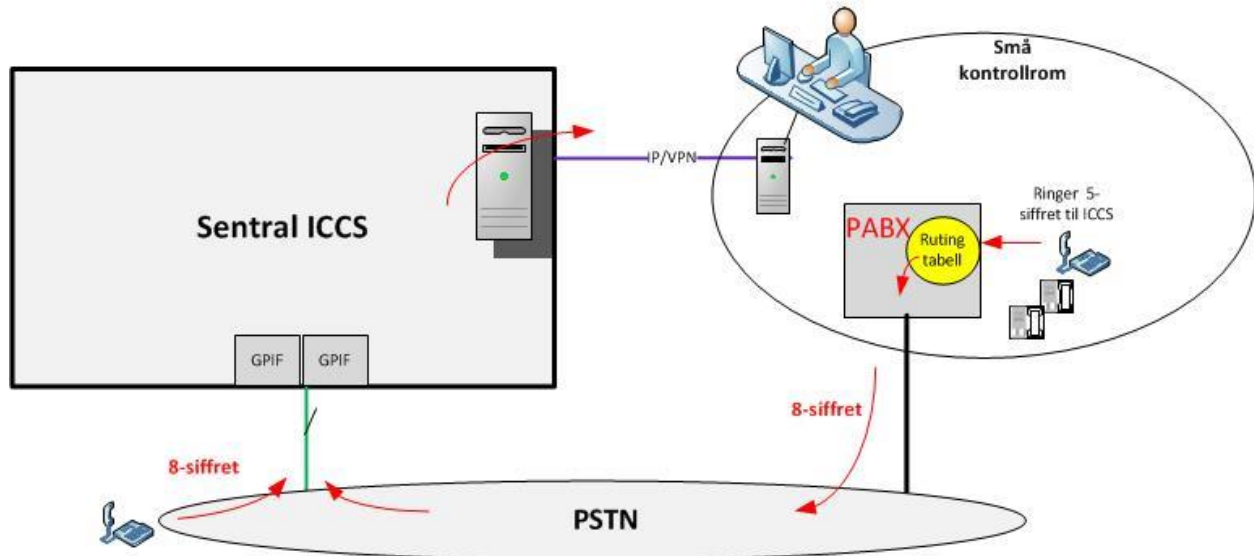 Små
kontrollrom
IP/VPN
Sentral ICCS
Ringer 5-
siffret til ICCS
PABX
Ruting
tabell
GPIF
GPIF
8-siffret
8-siffret
PSTN